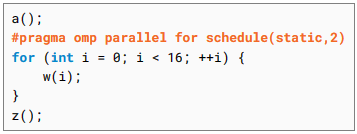 a();
#pragma omp parallel for schedule(static,2)
for (int i = 0; i < 16; ++i) {
    w(i);
}
z();